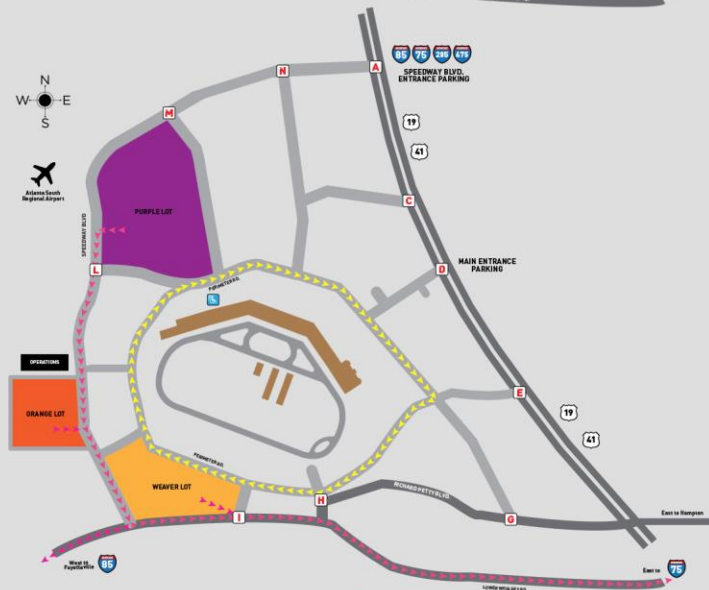 N
W
E
S
Atlanta South
Regional Airport
M
N
A
85
75
285
675
SPEEDWAY BLVD.
ENTRANCE PARKING
19
41
C
PURPLE LOT
SPEEDWAY BLVD
L
D
MAIN ENTRANCE
PARKING
PERIMETER RD.
OPERATIONS
ORANGE LOT
E
19
41
PERIMETER RD.
WEAVER LOT
H
RICHARD PETTY BLVD.
I
G
East to Hampton
West to
Fayetteville
85
East to
75